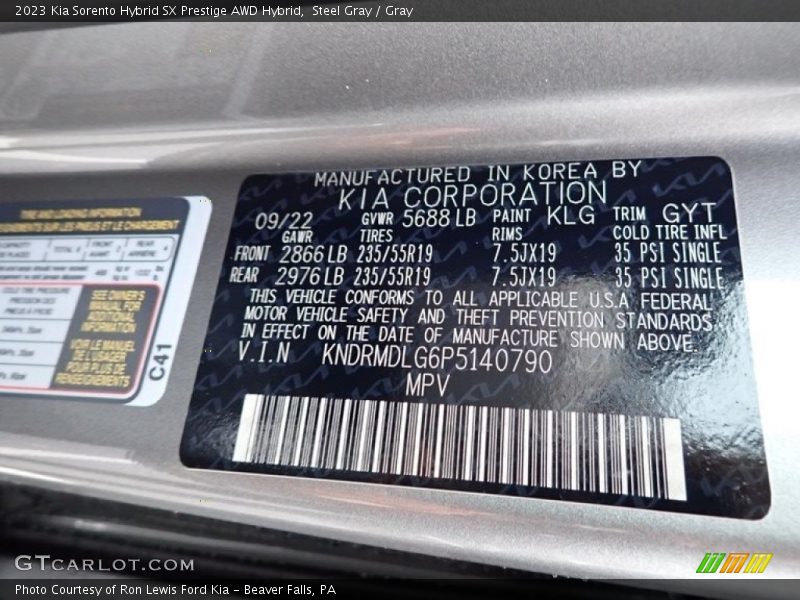 2023 Kia Sorento Hybrid SX Prestige AWD Hybrid,  Steel Gray / Gray
MANUFACTURED IN KOREA BY
KIA CORPORATION
09/22 GVWR 5688 LB PAINT KLG TRIM GYT
GAWR TIRES RIMS COLD TIRE INFL
FRONT 2866 LB 235/55R19 7.5JX19 35 PSI SINGLE
REAR 2976 LB 235/55R19 7.5JX19 35 PSI SINGLE
THIS VEHICLE CONFORMS TO ALL APPLICABLE U.S.A FEDERAL
MOTOR VEHICLE SAFETY AND THEFT PREVENTION STANDARDS
IN EFFECT ON THE DATE OF MANUFACTURE SHOWN ABOVE.
V.I.N KNDRMDLG6P5140790
MPV
SEE OWNER'S
MANUAL FOR
ADDITIONAL
INFORMATION
VOIR LE MANUEL
DE L'USAGER
POUR PLUS DE
RENSEIGNEMENTS
C41
GTCARLOT.COM
Photo Courtesy of Ron Lewis Ford Kia - Beaver Falls, PA